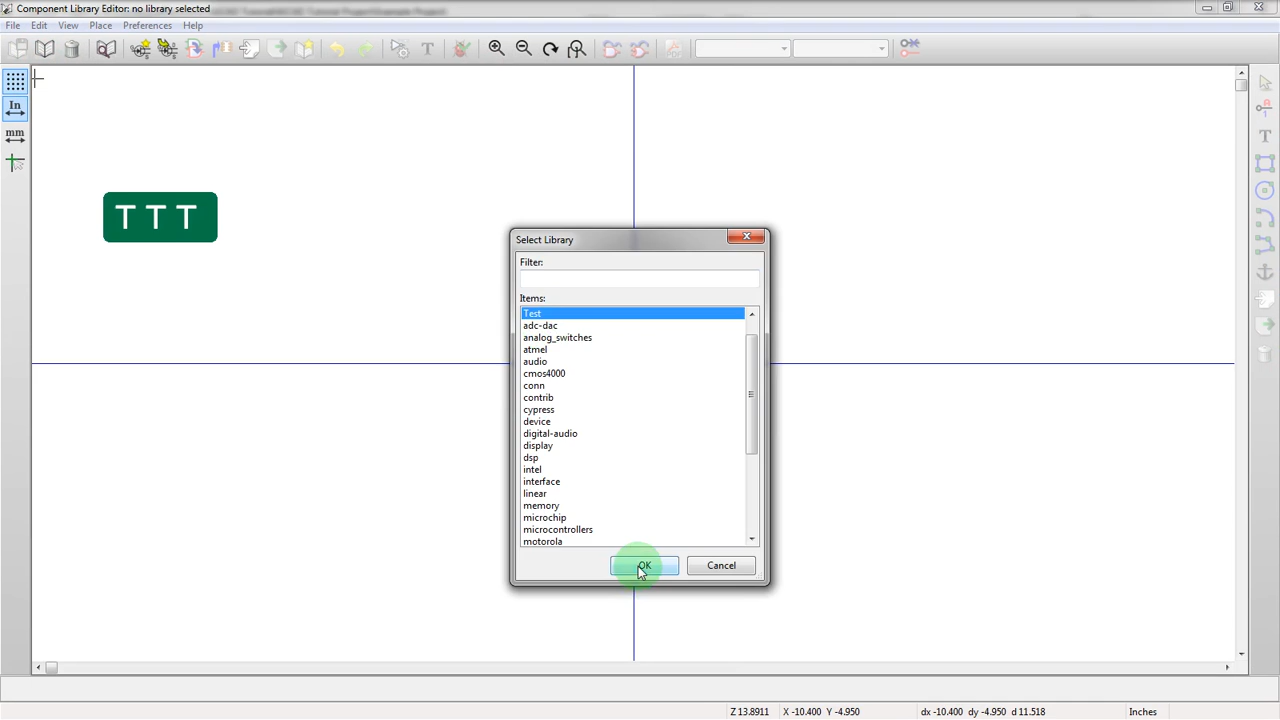 Component Library Editor: no library selected
File Edit View Place Preferences Help
In
mm
T T T
Select Library
Filter:
Items:
Test
adc-dac
analog_switches
atmel
audio
cmos4000
conn
contrib
cypress
device
digital-audio
display
dsp
intel
interface
linear
memory
microchip
microcontrollers
motorola
OK Cancel
Z 13.8911 X -10.400 Y -4.950 dx -10.400 dy -4.950 d 11.518 Inches